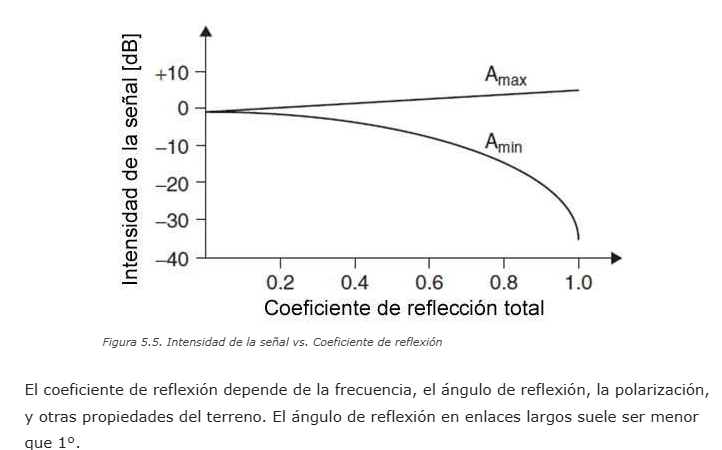 Intensidad de la señal [dB]
+10
0
−10
−20
−30
−40
Amax
Amin
0.2 0.4 0.6 0.8 1.0
Coeficiente de reflección total
Figura 5.5. Intensidad de la señal vs. Coeficiente de reflexión
El coeficiente de reflexión depende de la frecuencia, el ángulo de reflexión, la polarización,
y otras propiedades del terreno. El ángulo de reflexión en enlaces largos suele ser menor
que 1º.